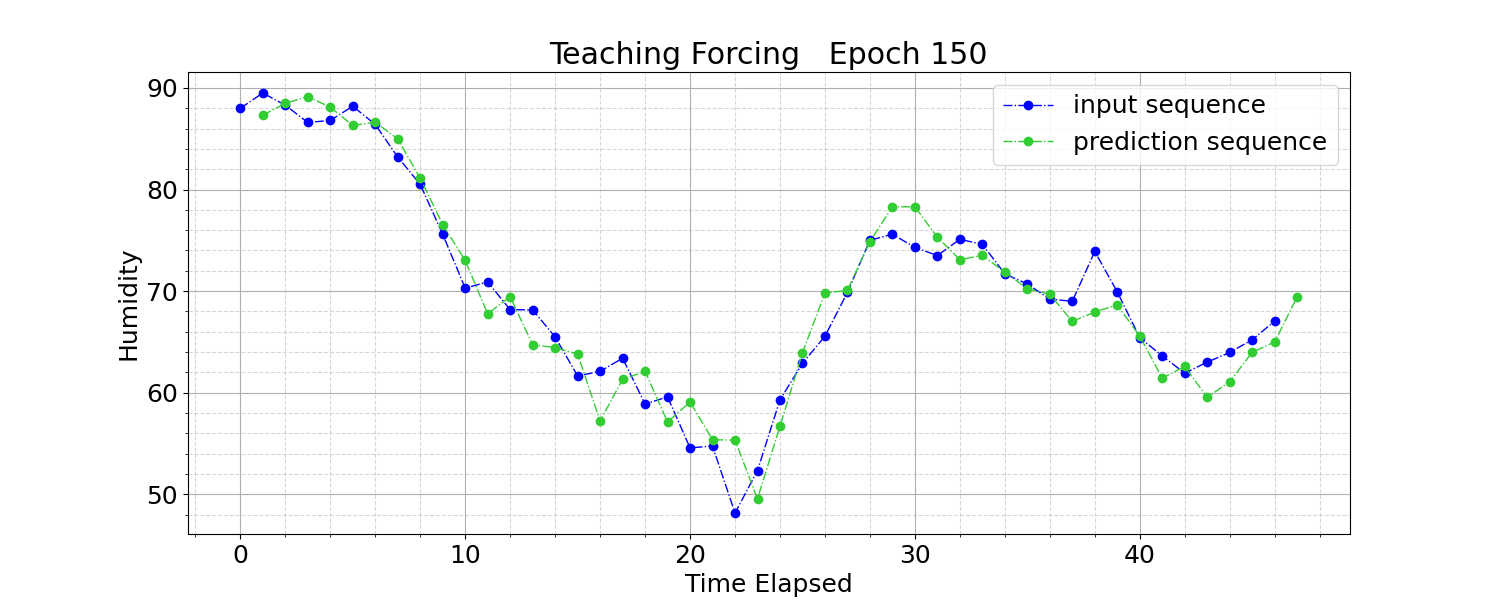 Teaching Forcing   Epoch 150
input sequence
prediction sequence
90
80
70
60
50
Humidity
0 10 20 30 40
Time Elapsed